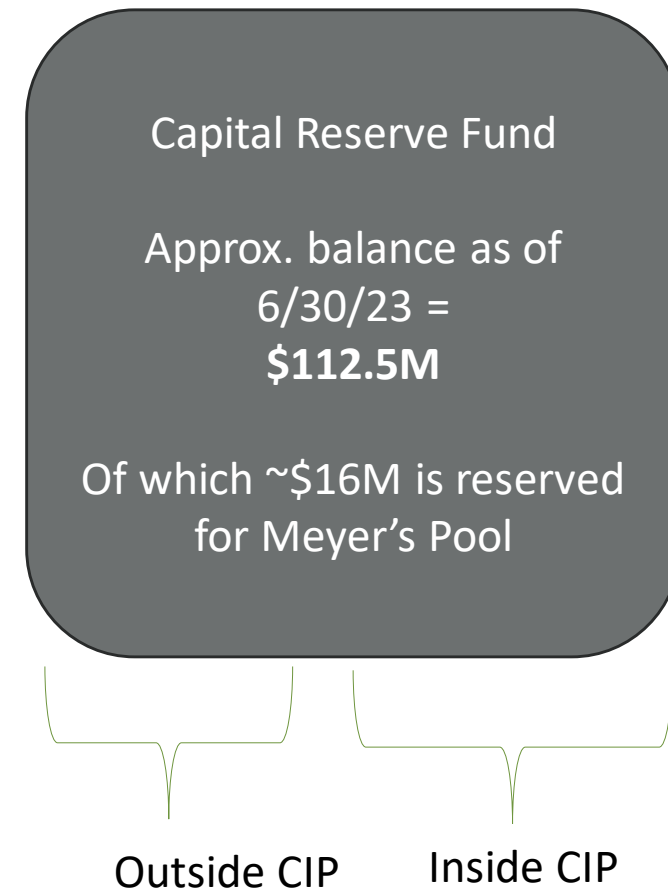 Capital Reserve Fund
Approx. balance as of
6/30/23 =
$112.5M
Of which ~$16M is reserved
for Meyer’s Pool
Outside CIP
Inside CIP